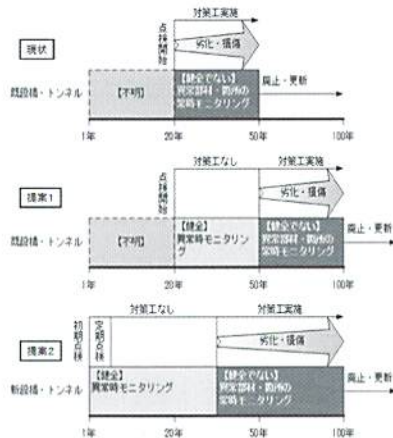 対策工実施
現状
点検開始
劣化・損傷
既設橋・トンネル
【不明】
【健全でない】
異常部材・箇所の
常時モニタリング
廃止・更新
1年
20年
50年
100年
提案1
点検開始
対策工なし
対策工実施
劣化・損傷
既設橋・トンネル
【不明】
【健全】
異常時モニタリン
グ
【健全でない】
異常部材・箇所の
常時モニタリング
廃止・更新
1年
20年
50年
100年
提案2
初期点検
定期点検
対策工なし
対策工実施
劣化・損傷
新設橋・トンネル
【健全】
異常時モニタリング
【健全でない】
異常部材・箇所の
常時モニタリング
廃止・更新
1年
20年
50年
100年